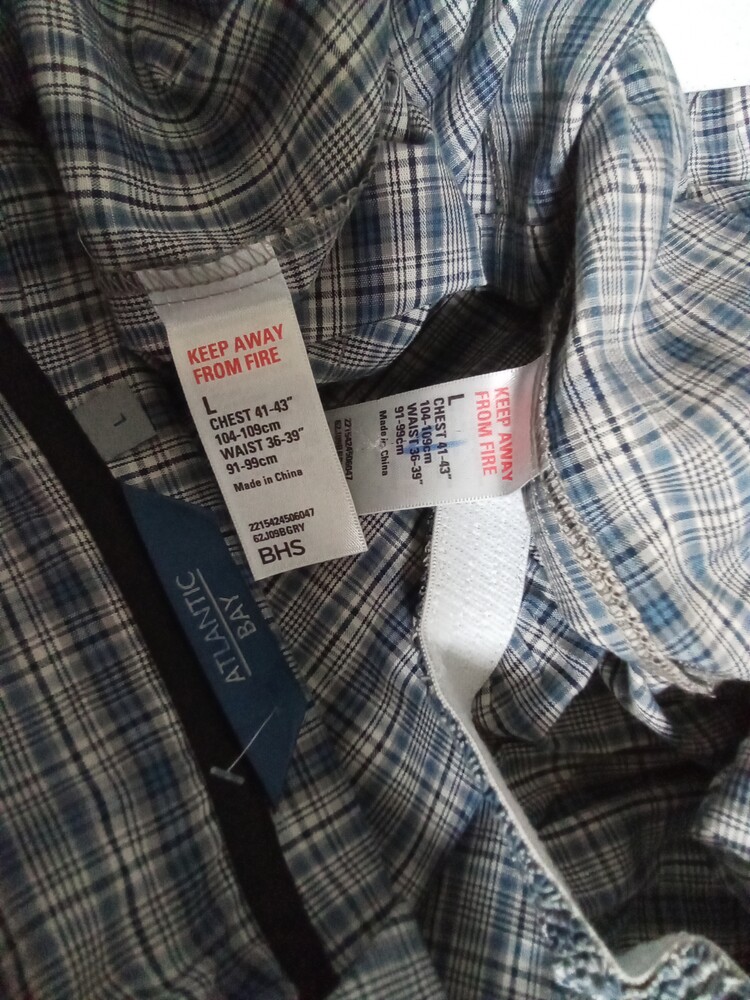 KEEP AWAY
FROM FIRE
L
CHEST 41-43"
104-109cm
WAIST 36-39"
91-99cm
Made in China
2215424506047
62J09BGRY
BHS
KEEP AWAY
FROM FIRE
L
CHEST 41-43"
104-109cm
WAIST 36-39"
91-99cm
Made in China
2215424506047
L
ATLANTIC
BAY